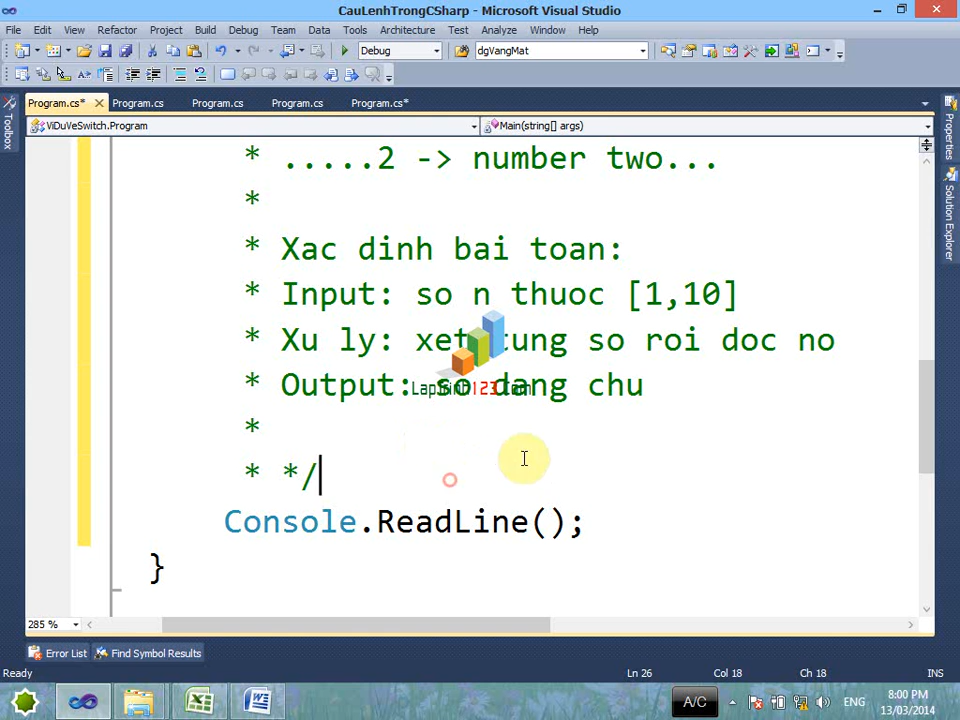 CauLenhTrongCSharp - Microsoft Visual Studio
File Edit View Refactor Project Build Debug Team Data Tools Architecture Test Analyze Window Help
Debug dgVangMat
Program.cs* Program.cs Program.cs Program.cs Program.cs*
ViDuVeSwitch.Program Main(string[] args)
Toolbox
Properties
Solution Explorer
* .....2 -> number two...
*
* Xac dinh bai toan:
* Input: so n thuoc [1,10]
* Xu ly: xet tung so roi doc no
* Output: so dang chu
*
* */
Console.ReadLine();
}
285 %
Error List Find Symbol Results
Ready Ln 26 Col 18 Ch 18 INS
A/C ENG 8:00 PM
13/03/2014